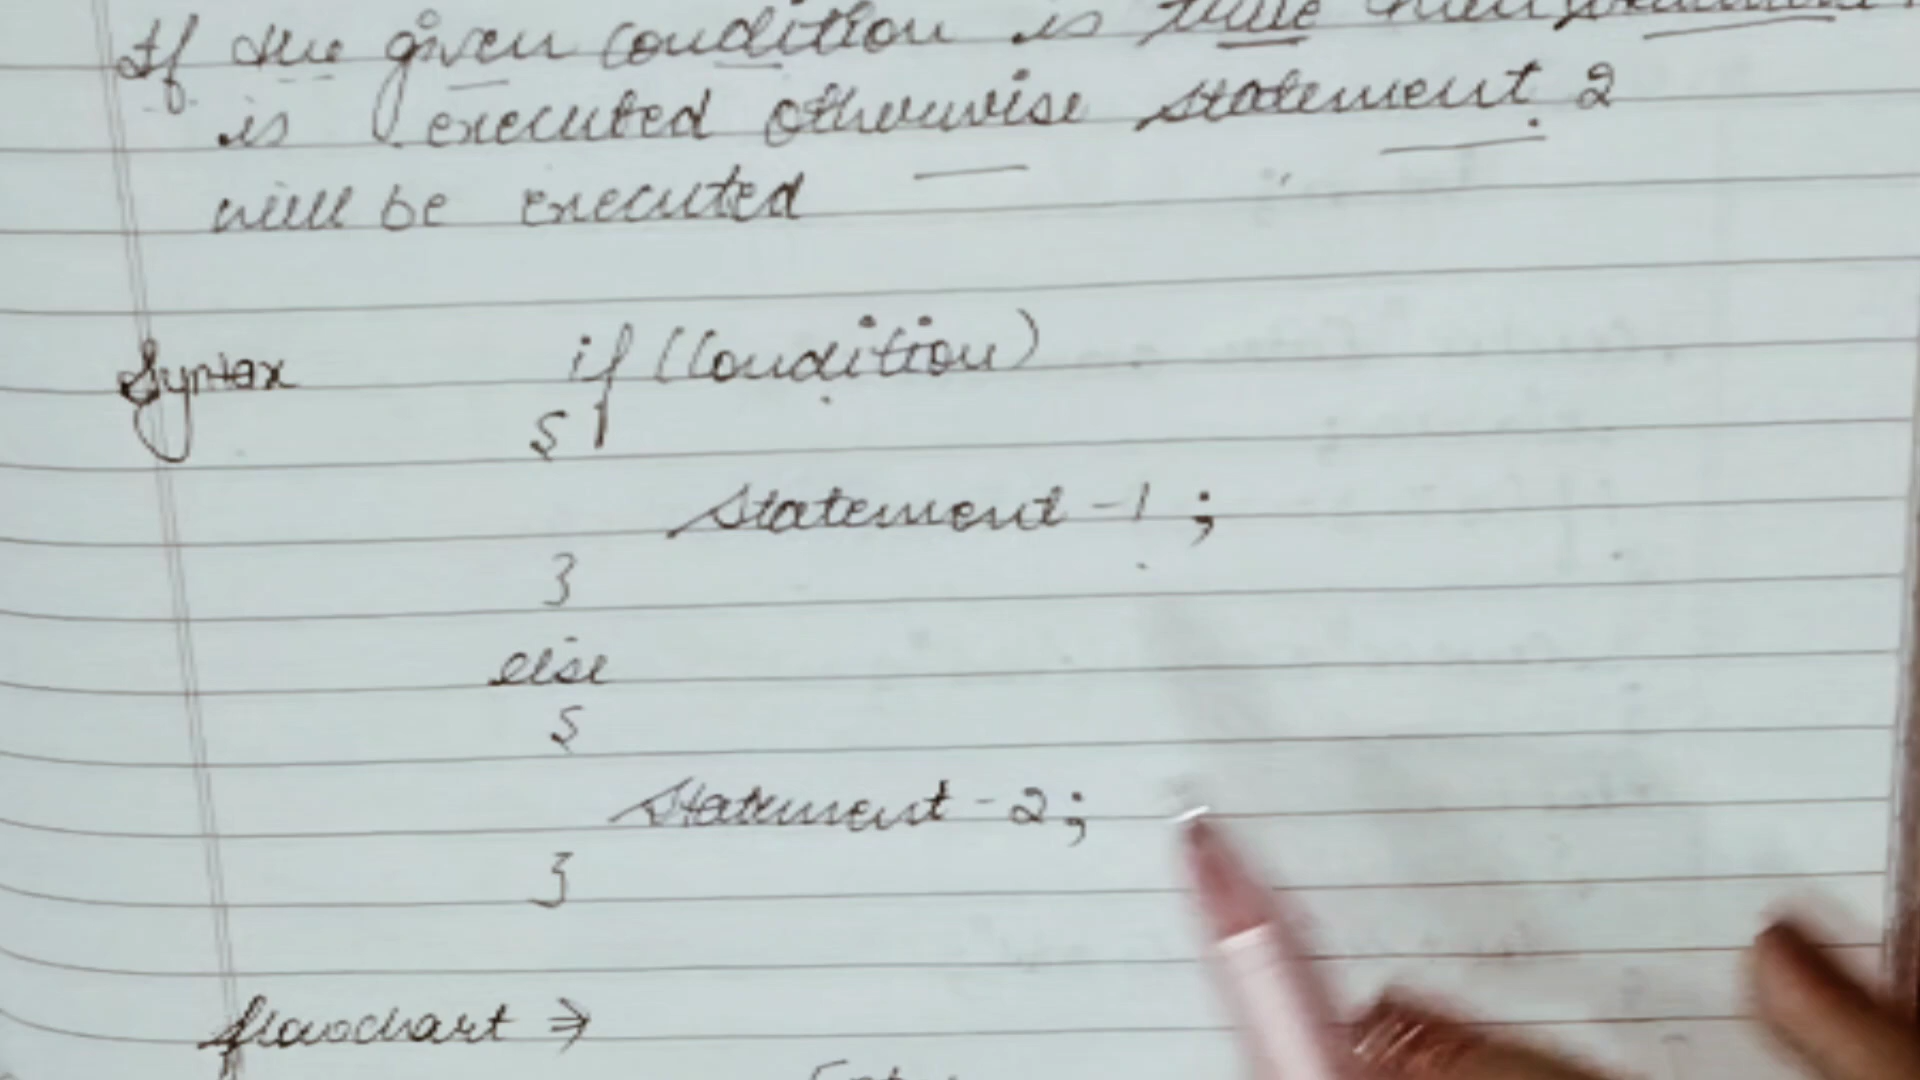 If the given condition is true then
is executed otherwise statement 2
will be executed
Syntax if (Condition)
{
Statement - 1 ;
}
else
{
Statement - 2 ;
}
flowchart ⇒